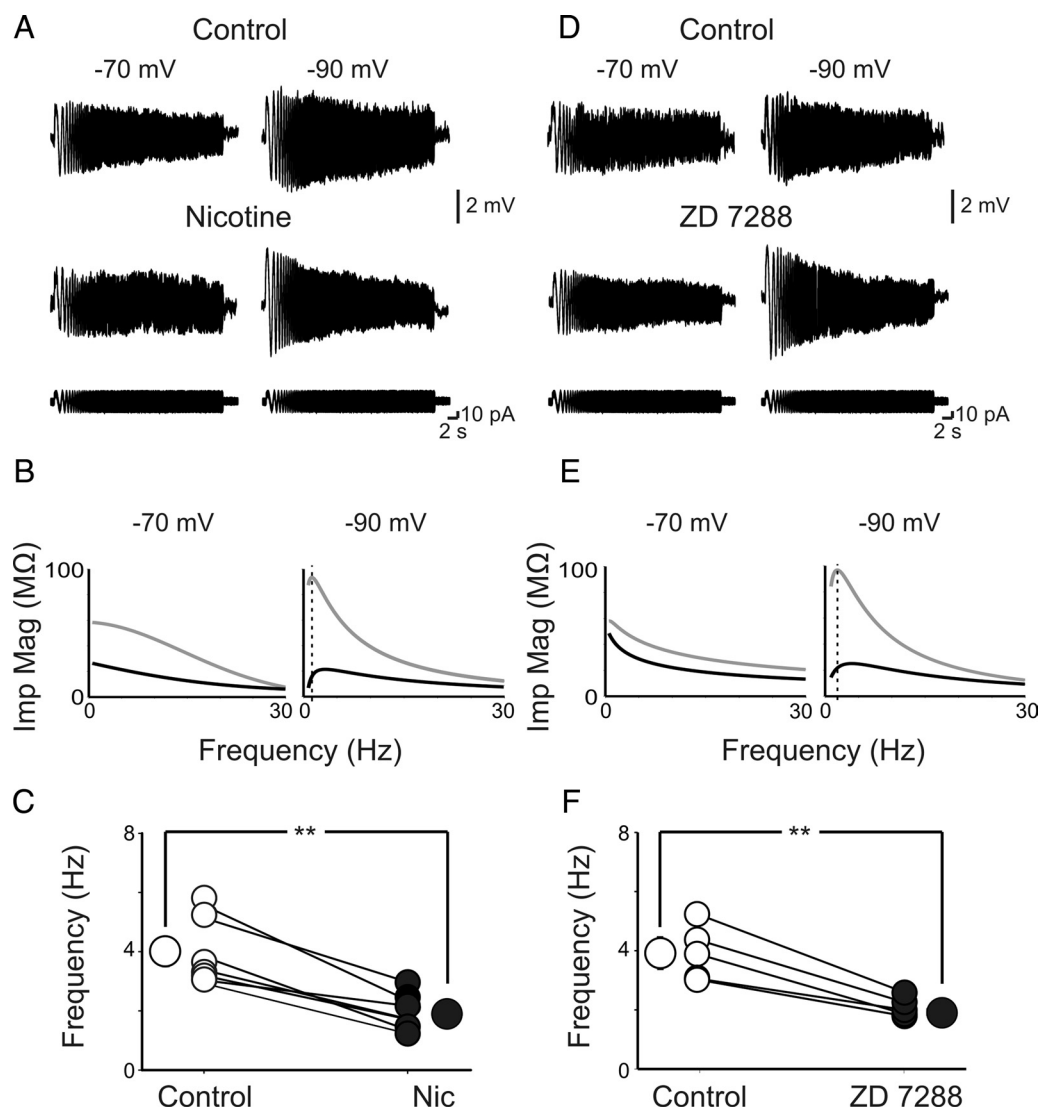 A
Control
-70 mV
-90 mV
2 mV
Nicotine
10 pA
2 s
D
Control
-70 mV
-90 mV
2 mV
ZD 7288
10 pA
2 s
B
-70 mV
-90 mV
Imp Mag (MΩ)
100
0
0
30
0
30
Frequency (Hz)
E
-70 mV
-90 mV
Imp Mag (MΩ)
100
0
0
30
0
30
Frequency (Hz)
C
Frequency (Hz)
8
4
0
**
Control
Nic
F
Frequency (Hz)
8
4
0
**
Control
ZD 7288